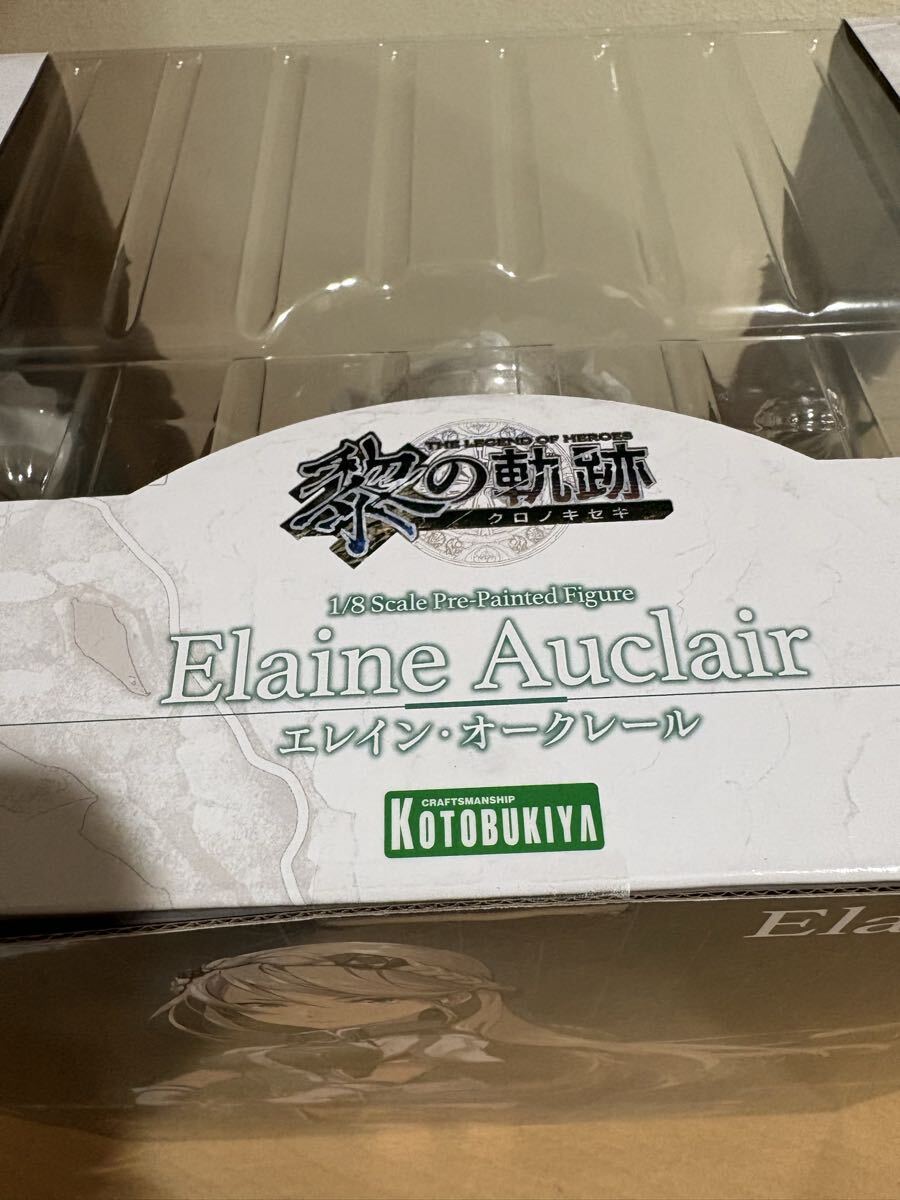 THE LEGEND OF HEROES
黎の軌跡
クロノキセキ
1/8 Scale Pre-Painted Figure
Elaine Auclair
エレイン・オークレール
CRAFTSMANSHIP
KOTOBUKIYA
Ela